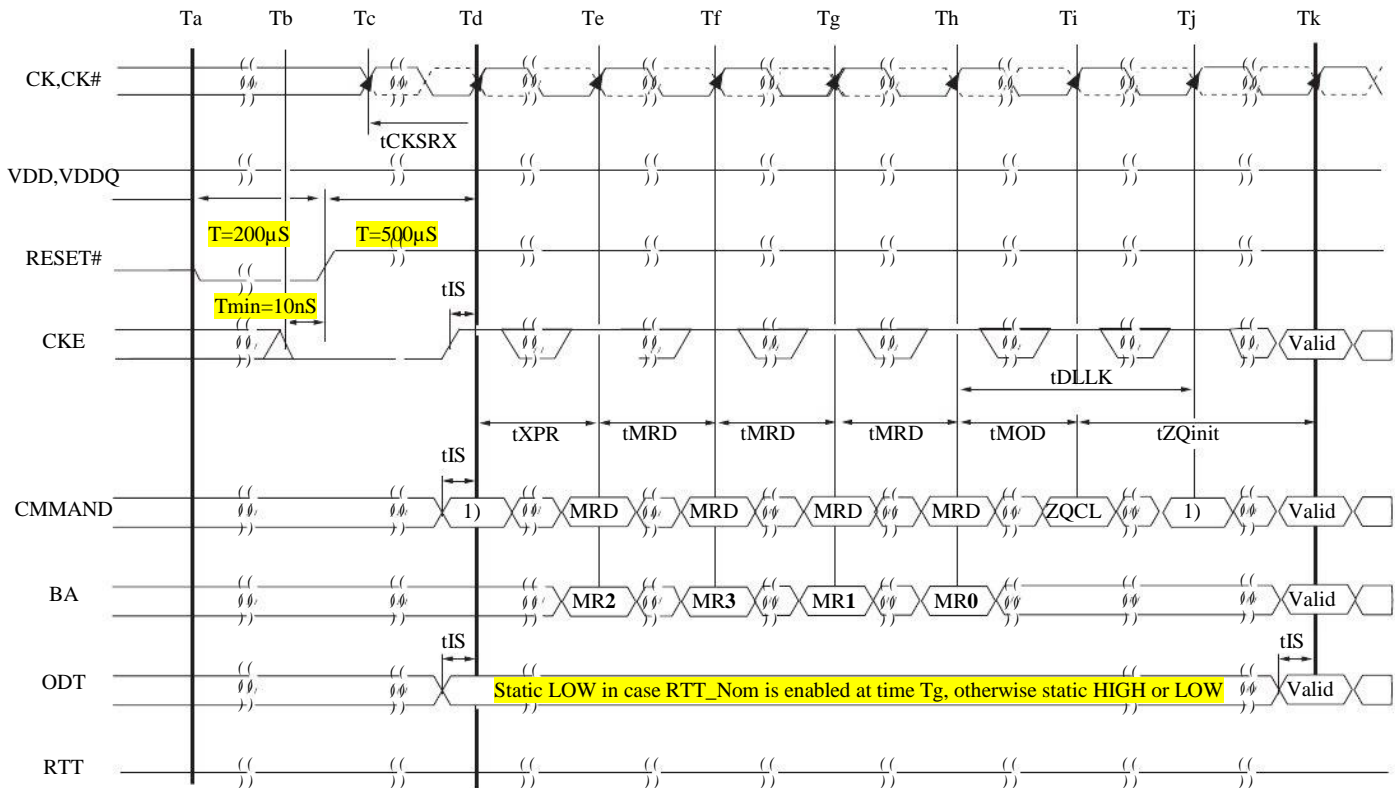 Ta Tb Tc Td Te Tf Tg Th Ti Tj Tk
CK,CK#
tCKSRX
VDD,VDDQ
T=200µS T=500µS
RESET#
Tmin=10nS tIS
CKE Valid
tDLLK
tXPR tMRD tMRD tMRD tMOD tZQinit
tIS
CMMAND 1) MRD MRD MRD MRD ZQCL 1) Valid
BA MR2 MR3 MR1 MR0 Valid
tIS tIS
ODT Static LOW in case RTT_Nom is enabled at time Tg, otherwise static HIGH or LOW Valid
RTT